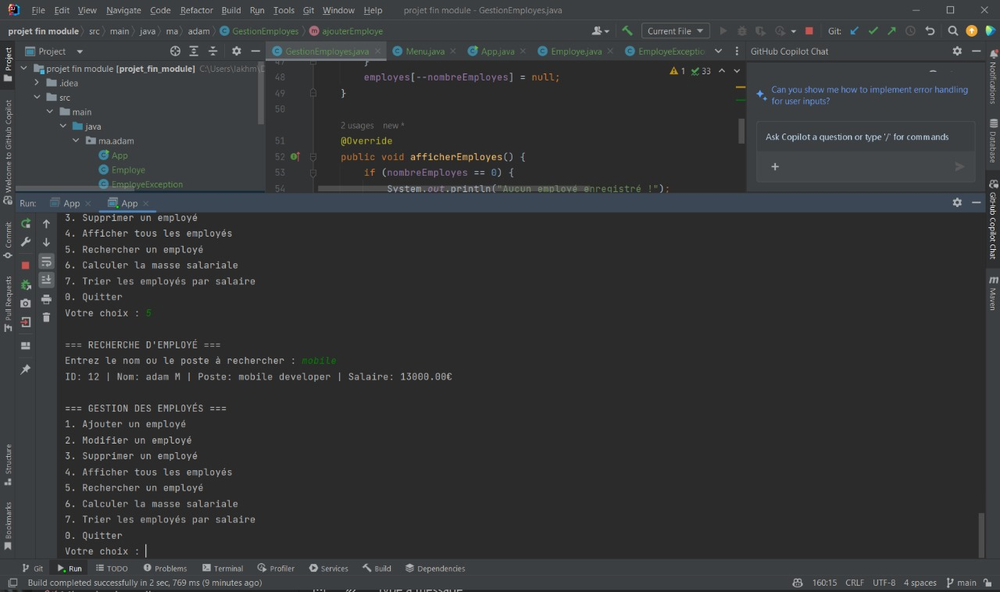 File Edit View Navigate Code Refactor Build Run Tools Git Window Help projet fin module - GestionEmployes.java
projet fin module src main java ma adam GestionEmployes ajouterEmploye Current File Git:
Project GestionEmployes.java Menu.java App.java Employe.java EmployeExceptio GitHub Copilot Chat
projet fin module [projet_fin_module] C:\Users\lakhm\
.idea
src
main
java
ma.adam
App
Employe
EmployeException
47 }
48 employes[--nombreEmployes] = null;
49 }
50
2 usages new *
51 @Override
52 public void afficherEmployes() {
53 if (nombreEmployes == 0) {
54 System.out.println("Aucun employé enregistré !");
1 33
Can you show me how to implement error handling
for user inputs?
Ask Copilot a question or type '/' for commands
Run: App App
3. Supprimer un employé
4. Afficher tous les employés
5. Rechercher un employé
6. Calculer la masse salariale
7. Trier les employés par salaire
0. Quitter
Votre choix : 5
=== RECHERCHE D'EMPLOYÉ ===
Entrez le nom ou le poste à rechercher : mobile
ID: 12 | Nom: adam M | Poste: mobile developer | Salaire: 13000.00€
=== GESTION DES EMPLOYÉS ===
1. Ajouter un employé
2. Modifier un employé
3. Supprimer un employé
4. Afficher tous les employés
5. Rechercher un employé
6. Calculer la masse salariale
7. Trier les employés par salaire
0. Quitter
Votre choix :
Project
Welcome to GitHub Copilot
Commit
Pull Requests
Structure
Bookmarks
Notifications
Database
GitHub Copilot Chat
m Maven
Git Run TODO Problems Terminal Profiler Services Build Dependencies
Build completed successfully in 2 sec, 769 ms (9 minutes ago) 160:15 CRLF UTF-8 4 spaces main
Type a message